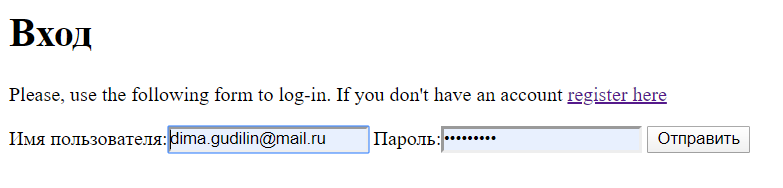 Вход
Please, use the following form to log-in. If you don't have an account register here
Имя пользователя: dima.gudilin@mail.ru Пароль: ••••••••• Отправить